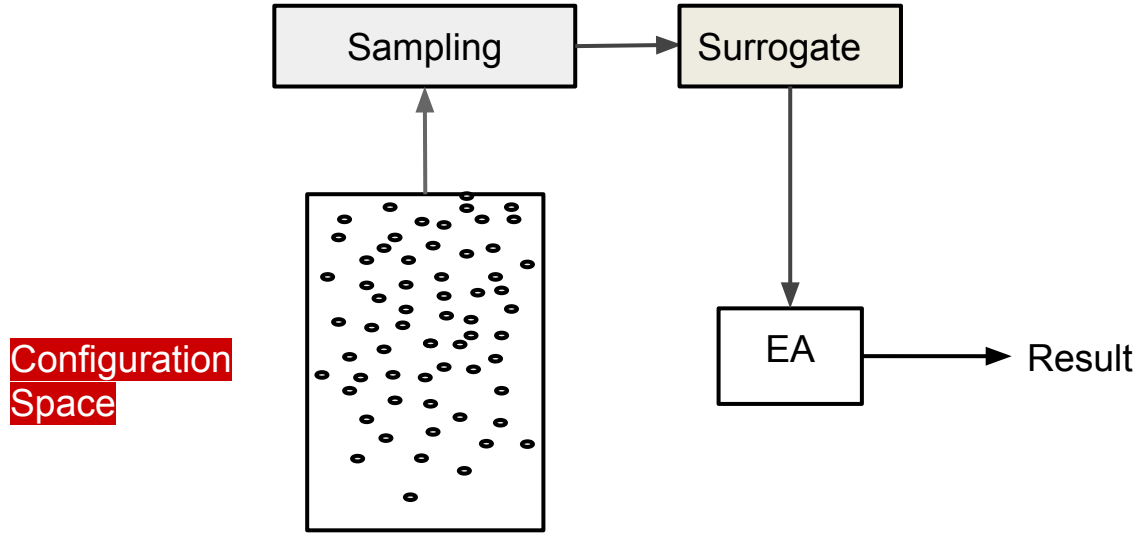 Sampling
Surrogate
Configuration
Space
EA
Result